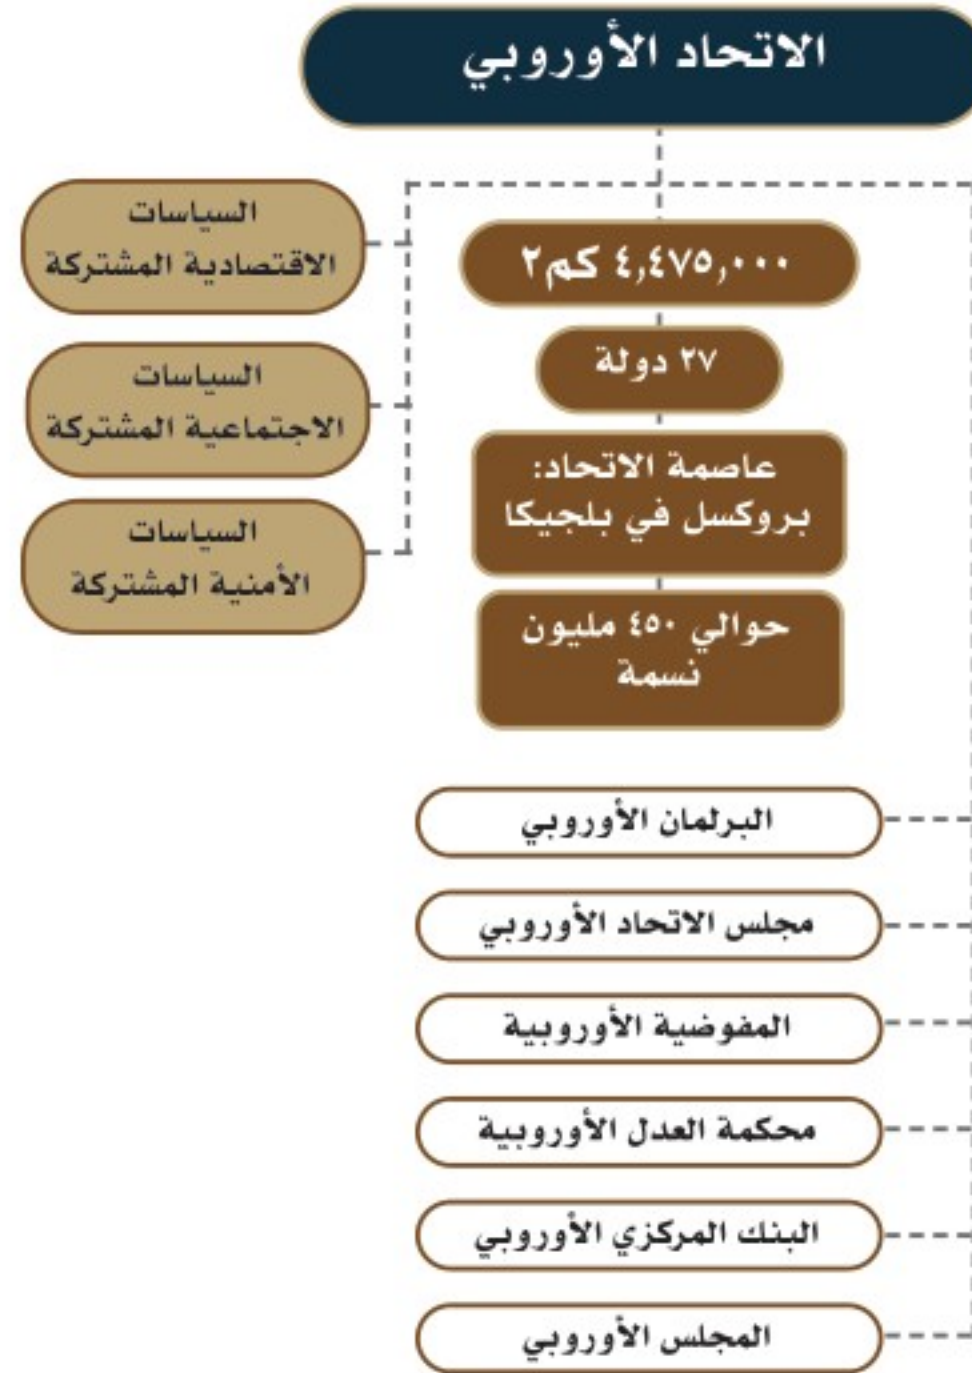 الاتحاد الأوروبي
٤,٤٧٥,٠٠٠ كم٢
٢٧ دولة
عاصمة الاتحاد:
بروكسل في بلجيكا
حوالي ٤٥٠ مليون
نسمة
السياسات
الاقتصادية المشتركة
السياسات
الاجتماعية المشتركة
السياسات
الأمنية المشتركة
البرلمان الأوروبي
مجلس الاتحاد الأوروبي
المفوضية الأوروبية
محكمة العدل الأوروبية
البنك المركزي الأوروبي
المجلس الأوروبي